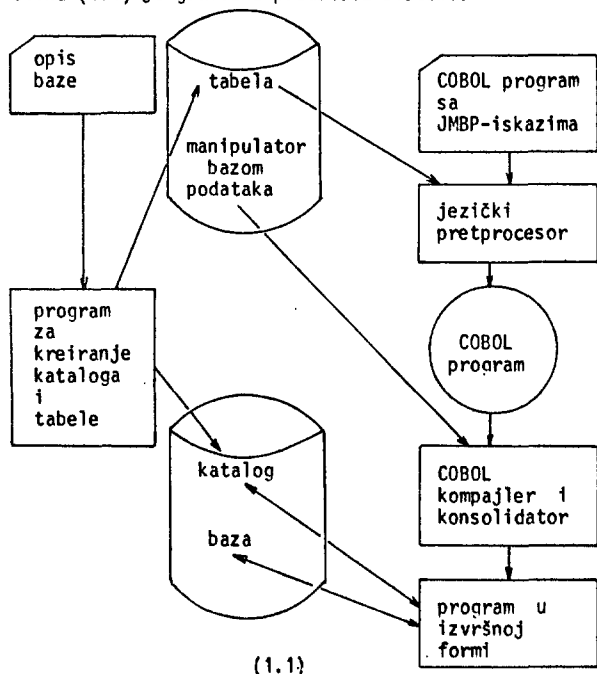 opis
baze
tabela
manipulator
bazom
podataka
COBOL program
sa
JMBP-iskazima
jezički
pretprocesor
program
za
kreiranje
kataloga
i
tabele
COBOL
program
katalog
baza
COBOL
kompajler i
konsolidator
program u
izvršnoj
formi
(1.1)